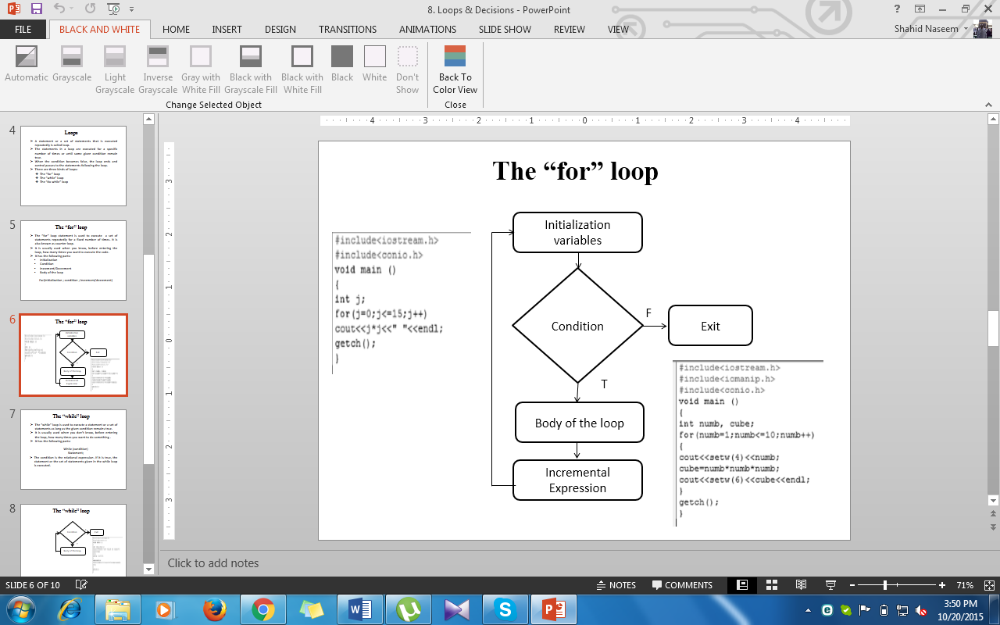 8. Loops & Decisions - PowerPoint
Shahid Naseem
FILE BLACK AND WHITE HOME INSERT DESIGN TRANSITIONS ANIMATIONS SLIDE SHOW REVIEW VIEW
Automatic Grayscale Light Grayscale Inverse Grayscale Gray with White Fill Black with Grayscale Fill Black with White Fill Black White Don't Show Back To Color View
Change Selected Object Close
4 3 2 1 0 1 2 3 4
3
2
1
0
1
2
3
4
Loops
A statement or a set of statements that is executed
repeatedly is called loop.
The statements in a loop are executed for a specific
number of times or until some given condition remain
true.
When the condition becomes false, the loop ends and
control passes to the statements following the loop.
There are three kinds of loops:
The "for" loop
The "while" loop
The "do while" loop
5
The "for" loop
The "for" loop statement is used to execute a set of
statements repeatedly for a fixed number of times. It is
also known as counter loop.
It is usually used when you know, before entering
the loop, how many times you want to execute the code.
It has the following parts:
Initialization
Condition
Increment/Decrement
Body of the loop
For(initialization ; condition ; increment/decrement)
6
The "for" loop
7
The "while" loop
The "while" loop is used to execute a statement or a set of
statements as long as the given condition remains true.
It is usually used when you don't know, before entering
the loop, how many times you want to do something .
It has the following parts:
While (condition)
Statement;
The condition is the relational expression. If it is true, the
statement or the set of statements given in the while loop
is executed.
8
The "while" loop
The “for” loop
#include<iostream.h>
#include<conio.h>
void main ()
{
int j;
for(j=0;j<=15;j++)
cout<<j*j<<" "<<endl;
getch();
}
Initialization
variables
Condition
F
Exit
T
Body of the loop
Incremental
Expression
#include<iostream.h>
#include<iomanip.h>
#include<conio.h>
void main ()
{
int numb, cube;
for(numb=1;numb<=10;numb++)
{
cout<<setw(4)<<numb;
cube=numb*numb*numb;
cout<<setw(6)<<cube<<endl;
}
getch();
}
Click to add notes
SLIDE 6 OF 10
NOTES COMMENTS 71%
3:50 PM
10/20/2015